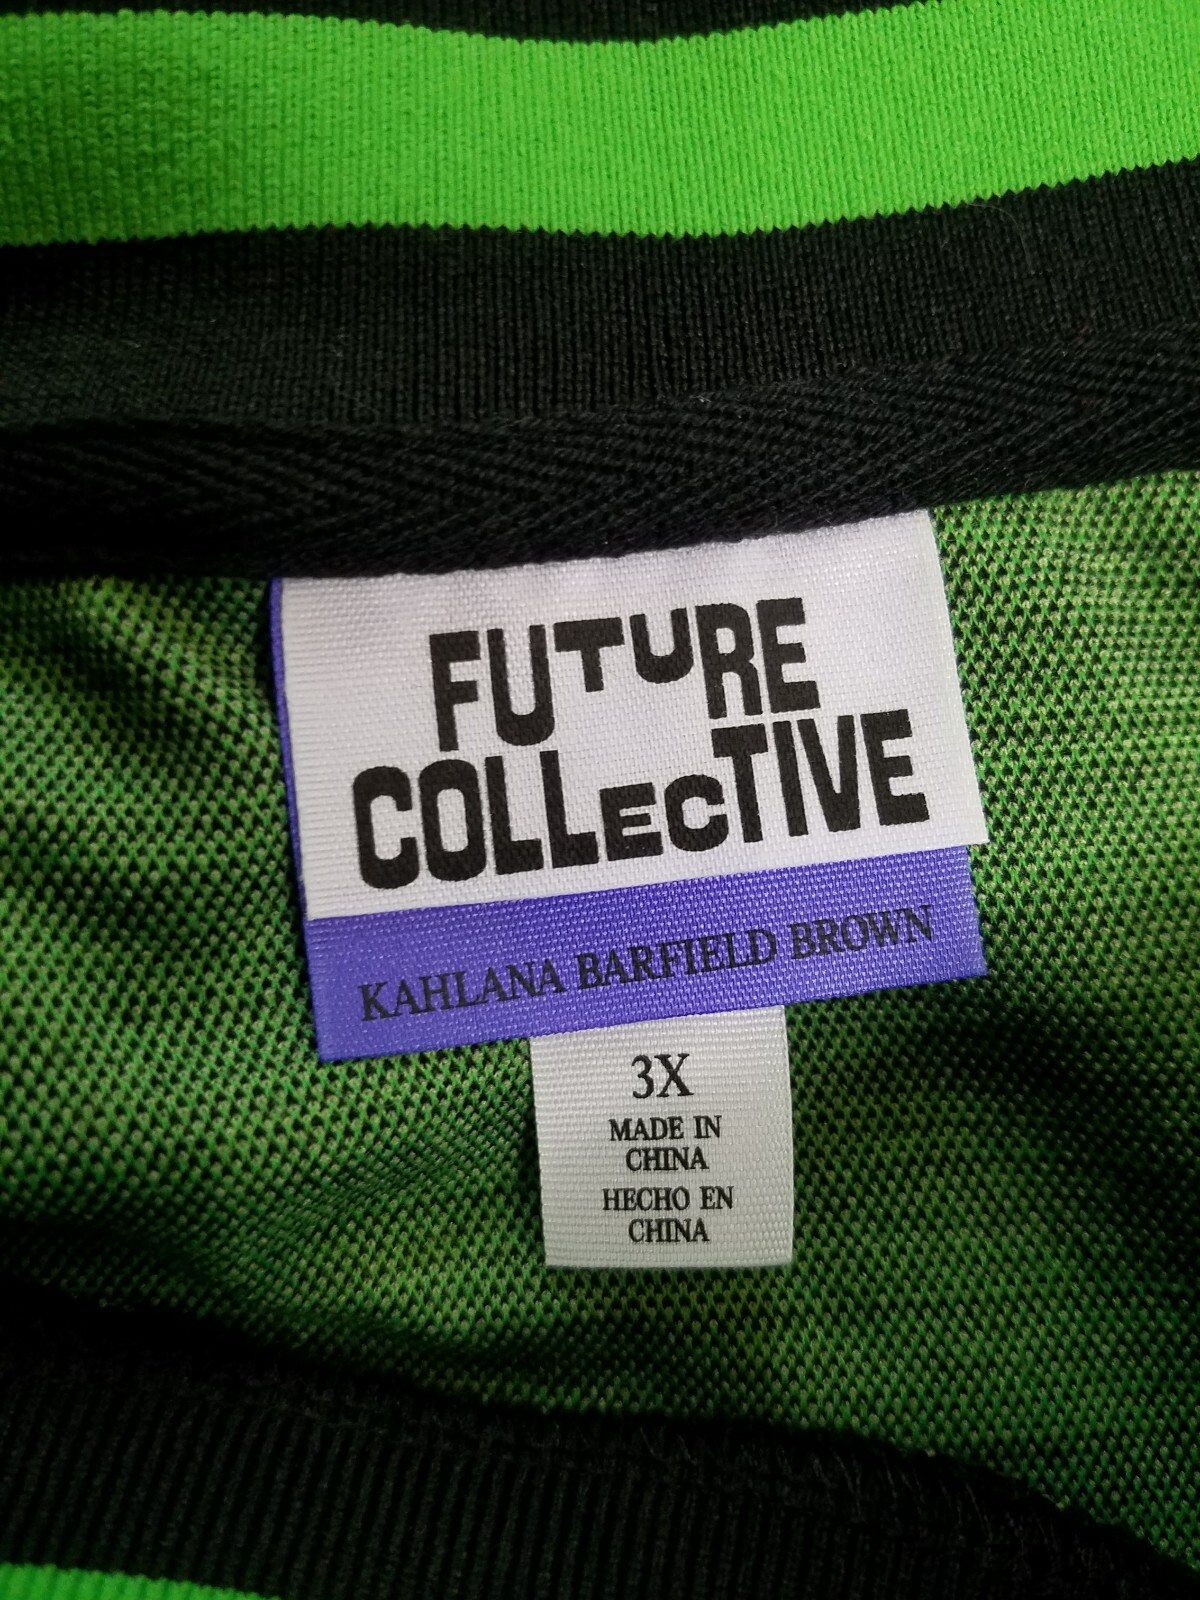 FUTURE
COLLECTIVE
KAHLANA BARFIELD BROWN
3X
MADE IN
CHINA
HECHO EN
CHINA